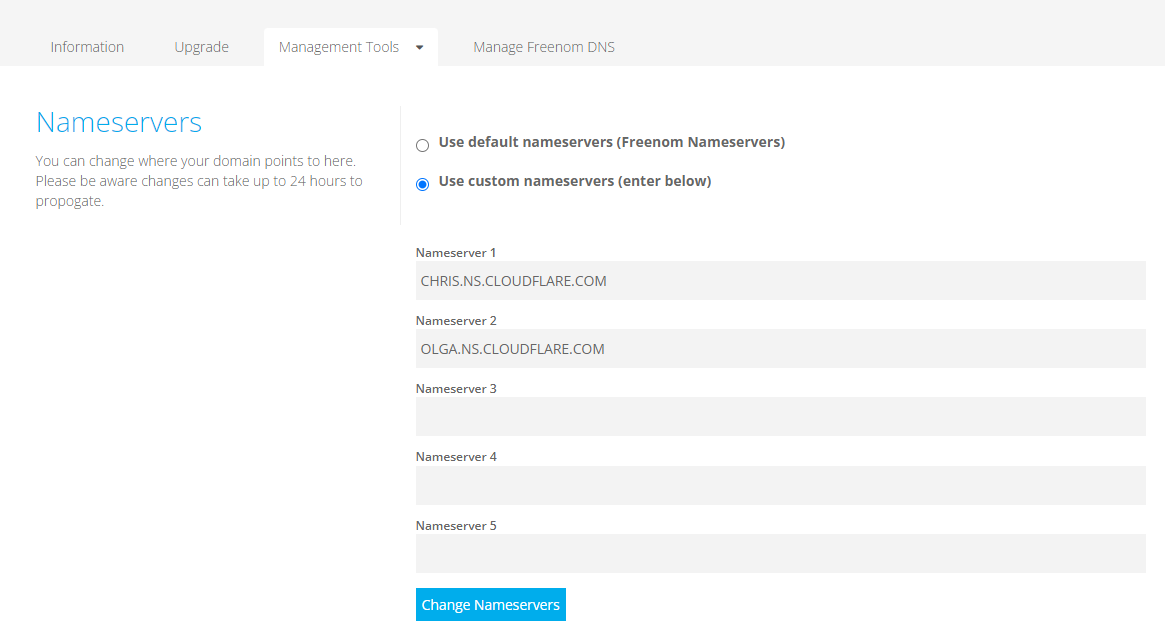 Information Upgrade Management Tools Manage Freenom DNS
Nameservers
You can change where your domain points to here.
Please be aware changes can take up to 24 hours to
propogate.
Use default nameservers (Freenom Nameservers)
Use custom nameservers (enter below)
Nameserver 1
CHRIS.NS.CLOUDFLARE.COM
Nameserver 2
OLGA.NS.CLOUDFLARE.COM
Nameserver 3
Nameserver 4
Nameserver 5
Change Nameservers